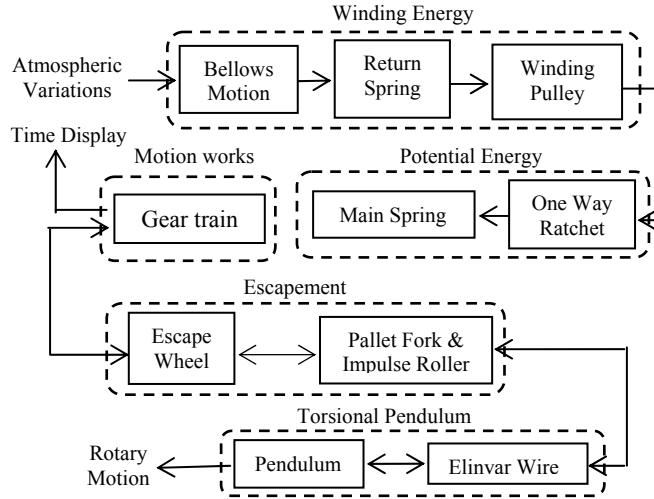 Winding Energy
Atmospheric
Variations
Bellows
Motion
Return
Spring
Winding
Pulley
Time Display
Motion works
Gear train
Potential Energy
Main Spring
One Way
Ratchet
Escapement
Escape
Wheel
Pallet Fork &
Impulse Roller
Torsional Pendulum
Rotary
Motion
Pendulum
Elinvar Wire